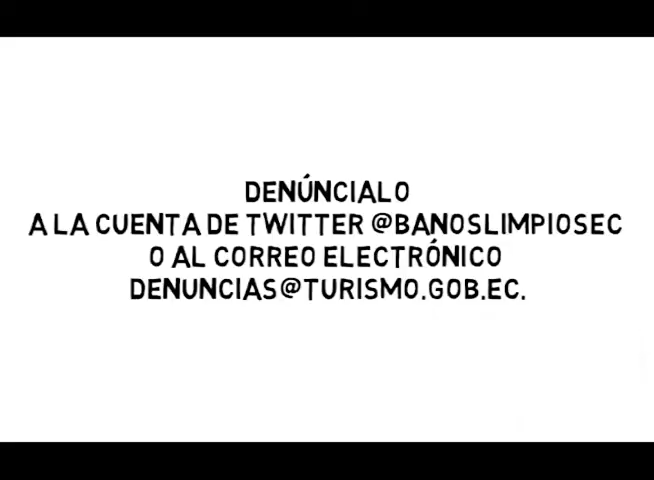 DENÚNCIALO
A LA CUENTA DE TWITTER @BANOSLIMPIOSEC
O AL CORREO ELECTRÓNICO
DENUNCIAS@TURISMO.GOB.EC.